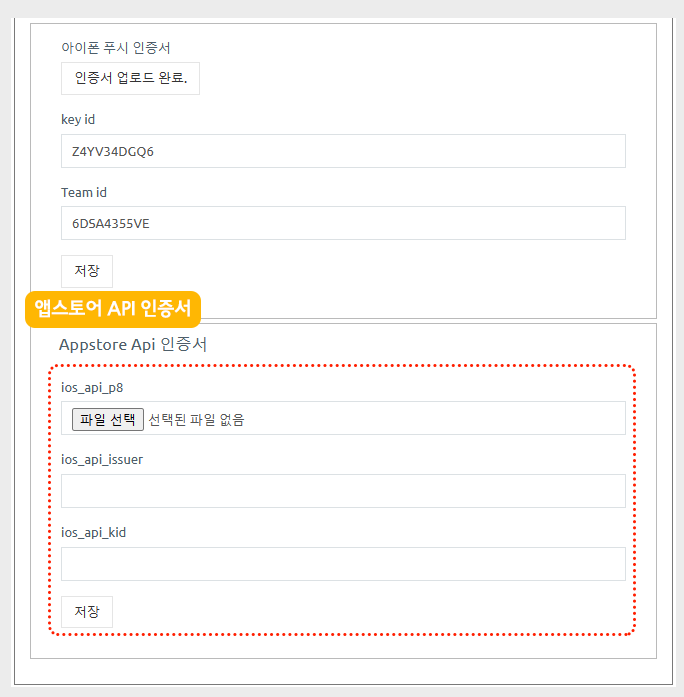 아이폰 푸시 인증서
인증서 업로드 완료.
key id
Z4YV34DGQ6
Team id
6DSA4355VE
저장
앱스토어 API 인증서
Appstore Api 인증서
ios_api_p8
파일 선택 선택된 파일 없음
ios_api_issuer
ios_api_kid
저장